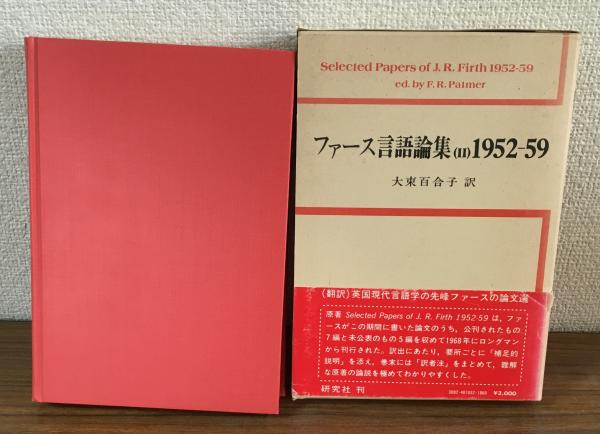 Selected Papers of J. R. Firth 1952-59
ed. by F. R. Palmer
ファース言語論集(II)1952-59
大束百合子 訳
(翻訳)英国現代言語学の先峰ファースの論文選
原著 Selected Papers of J. R. Firth 1952-59 は,ファ
ースがこの期間に書いた論文のうち,公刊されたもの
7編と未公表のもの5編を収めて1968年にロングマン
から刊行された。訳出にあたり,要所ごとに「補足的
説明」を添え,巻末には「訳者注」をまとめて,難解
な原著の論説を極めてわかりやすくした。
研究社 刊
¥3,000